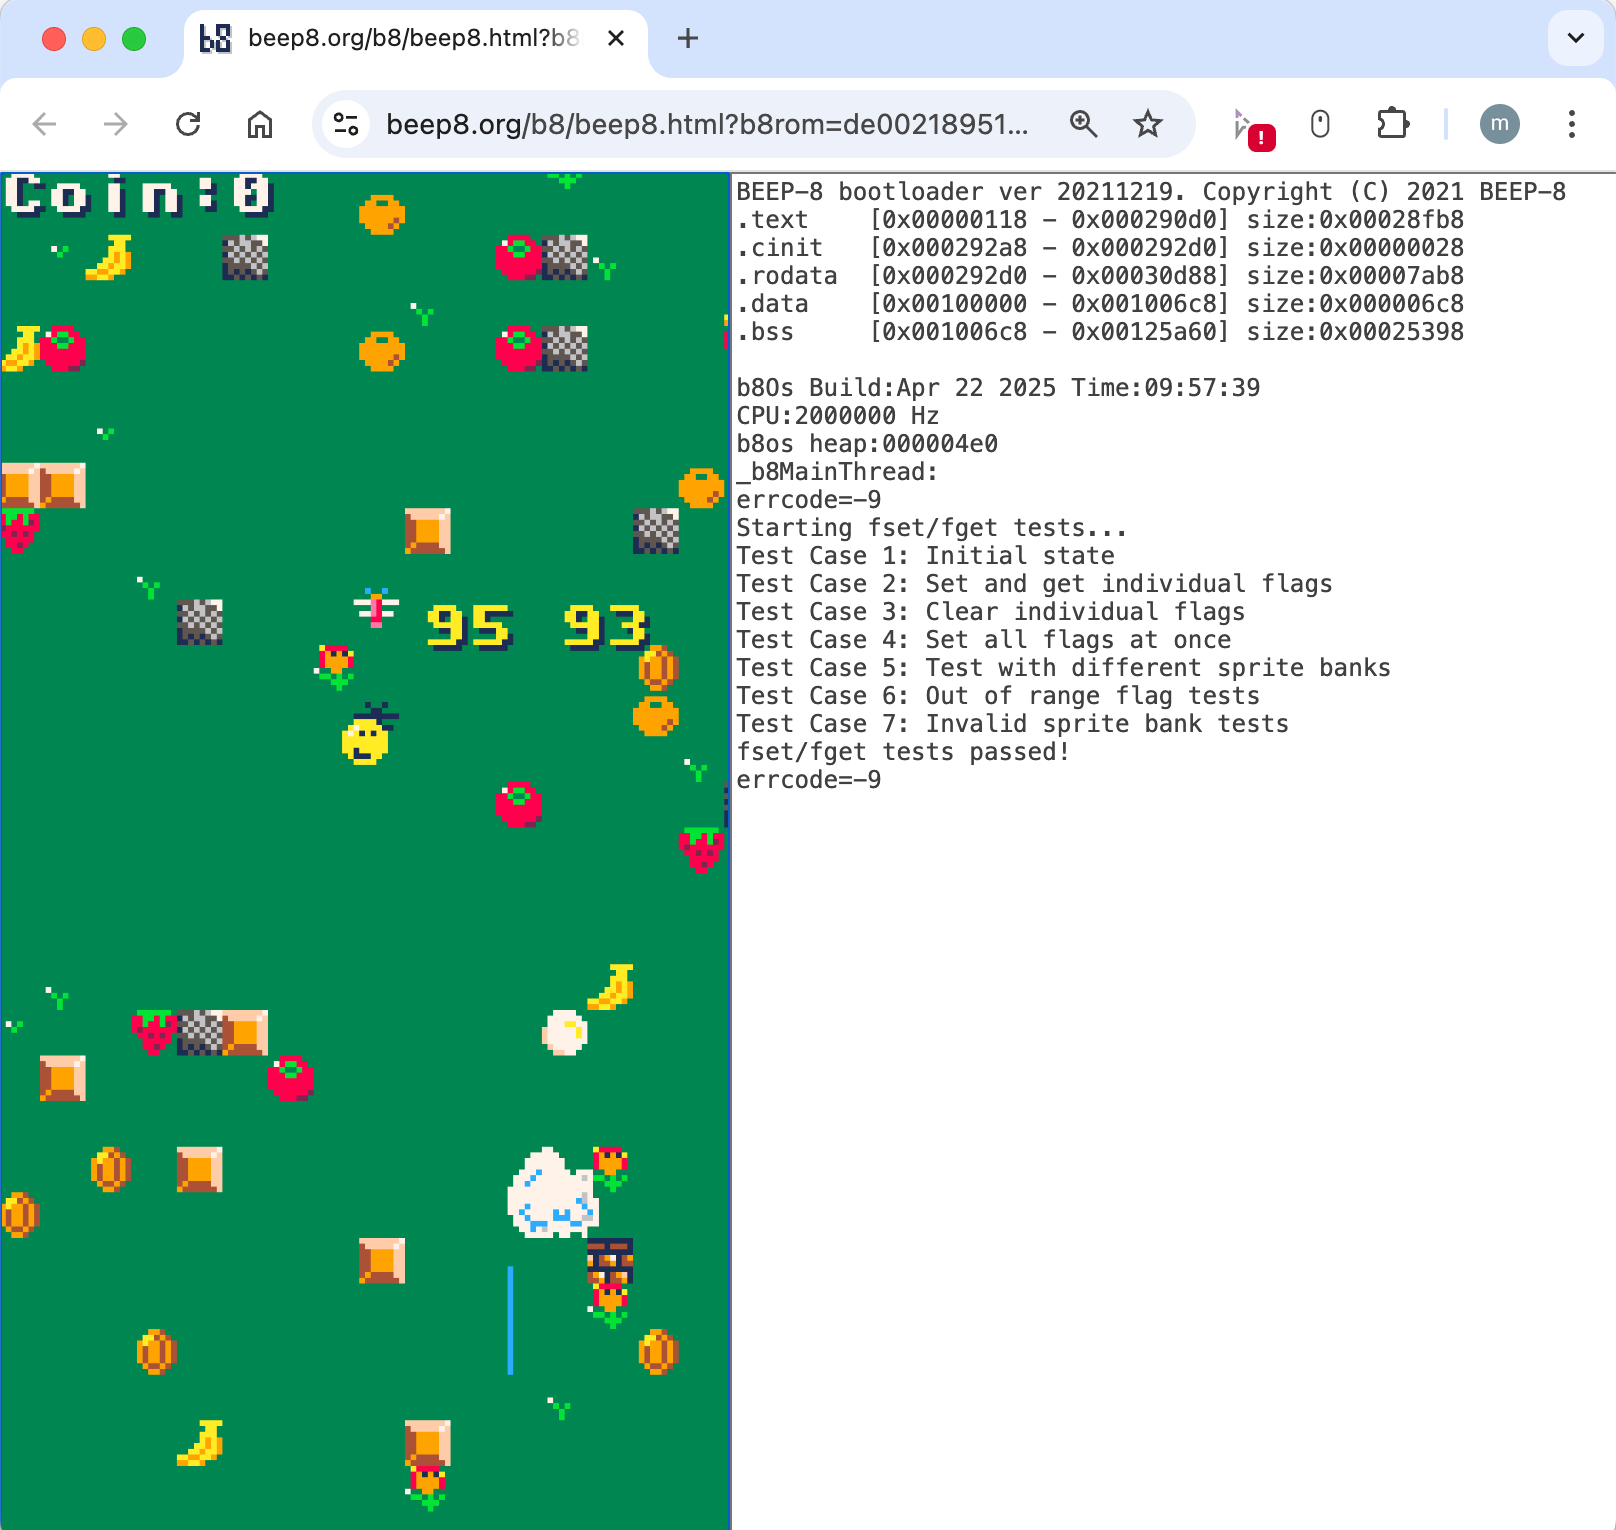 beep8.org/b8/beep8.html?b8
beep8.org/b8/beep8.html?b8rom=de00218951...
m
Coin:0
95 93
BEEP-8 bootloader ver 20211219. Copyright (C) 2021 BEEP-8
.text [0x00000118 - 0x000290d0] size:0x00028fb8
.cinit [0x000292a8 - 0x000292d0] size:0x00000028
.rodata [0x000292d0 - 0x00030d88] size:0x00007ab8
.data [0x00100000 - 0x001006c8] size:0x000006c8
.bss [0x001006c8 - 0x00125a60] size:0x00025398
b8Os Build:Apr 22 2025 Time:09:57:39
CPU:2000000 Hz
b8os heap:000004e0
_b8MainThread:
errcode=-9
Starting fset/fget tests...
Test Case 1: Initial state
Test Case 2: Set and get individual flags
Test Case 3: Clear individual flags
Test Case 4: Set all flags at once
Test Case 5: Test with different sprite banks
Test Case 6: Out of range flag tests
Test Case 7: Invalid sprite bank tests
fset/fget tests passed!
errcode=-9